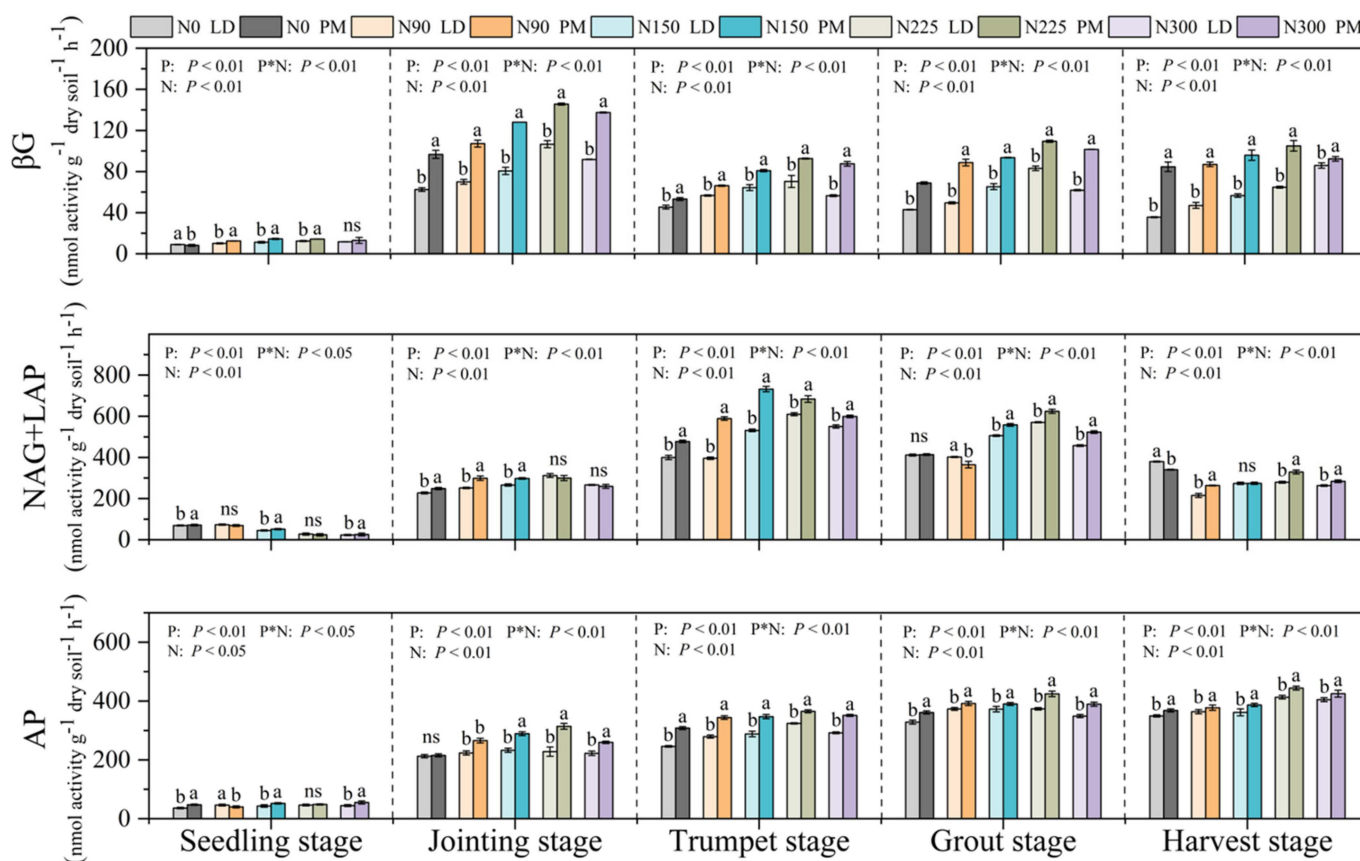 N0 LD N0 PM N90 LD N90 PM N150 LD N150 PM N225 LD N225 PM N300 LD N300 PM
βG
(nmol activity g⁻¹ dry soil⁻¹ h⁻¹)
200
160
120
80
40
0
P: P < 0.01 P*N: P < 0.01
N: P < 0.01
a b b a b a b a ns
P: P < 0.01 P*N: P < 0.01
N: P < 0.01
b a b a b a b a b a
P: P < 0.01 P*N: P < 0.01
N: P < 0.01
b a b a b a b a b a
P: P < 0.01 P*N: P < 0.01
N: P < 0.01
b a b a b a b a b a
P: P < 0.01 P*N: P < 0.01
N: P < 0.01
b a b a b a b a b a
NAG+LAP
(nmol activity g⁻¹ dry soil⁻¹ h⁻¹)
800
600
400
200
0
P: P < 0.01 P*N: P < 0.05
N: P < 0.01
b a ns b a ns b a
P: P < 0.01 P*N: P < 0.01
N: P < 0.01
b a b a b a ns ns
P: P < 0.01 P*N: P < 0.01
N: P < 0.01
b a b a b a b a b a
P: P < 0.01 P*N: P < 0.01
N: P < 0.01
ns a b b a b a b a
P: P < 0.01 P*N: P < 0.01
N: P < 0.01
a b b a ns b a b a
AP
(nmol activity g⁻¹ dry soil⁻¹ h⁻¹)
600
400
200
0
P: P < 0.01 P*N: P < 0.05
N: P < 0.05
b a a b b a ns b a
P: P < 0.01 P*N: P < 0.01
N: P < 0.01
ns b b b a b a b a
P: P < 0.01 P*N: P < 0.01
N: P < 0.01
b a b a b a b a b a
P: P < 0.01 P*N: P < 0.01
N: P < 0.01
b a b a b a b a b a
P: P < 0.01 P*N: P < 0.01
N: P < 0.01
b a b a b a b a b a
Seedling stage Jointing stage Trumpet stage Grout stage Harvest stage